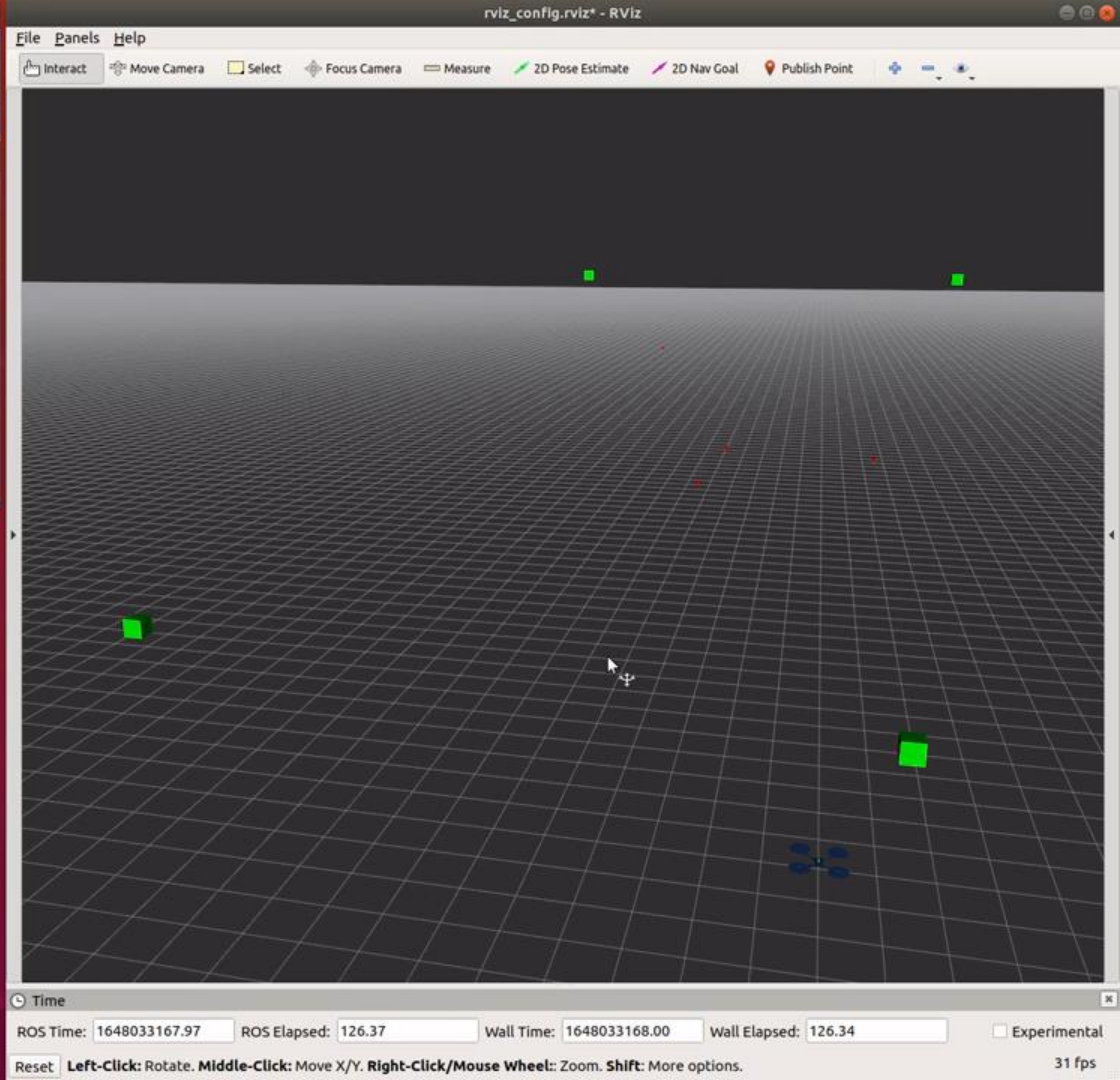 rviz_config.rviz* - RViz
File Panels Help
Interact Move Camera Select Focus Camera Measure 2D Pose Estimate 2D Nav Goal Publish Point
Time
ROS Time: 1648033167.97 ROS Elapsed: 126.37 Wall Time: 1648033168.00 Wall Elapsed: 126.34 Experimental
Reset Left-Click: Rotate. Middle-Click: Move X/Y. Right-Click/Mouse Wheel:: Zoom. Shift: More options. 31 fps